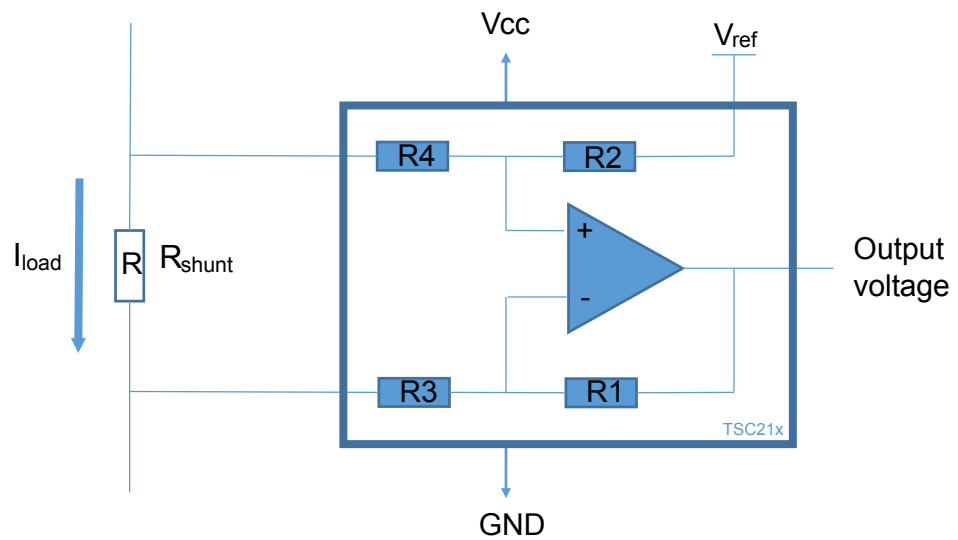 Vcc
Vref
R4
R2
+
Iload
R
Rshunt
Output
voltage
-
R3
R1
TSC21x
GND